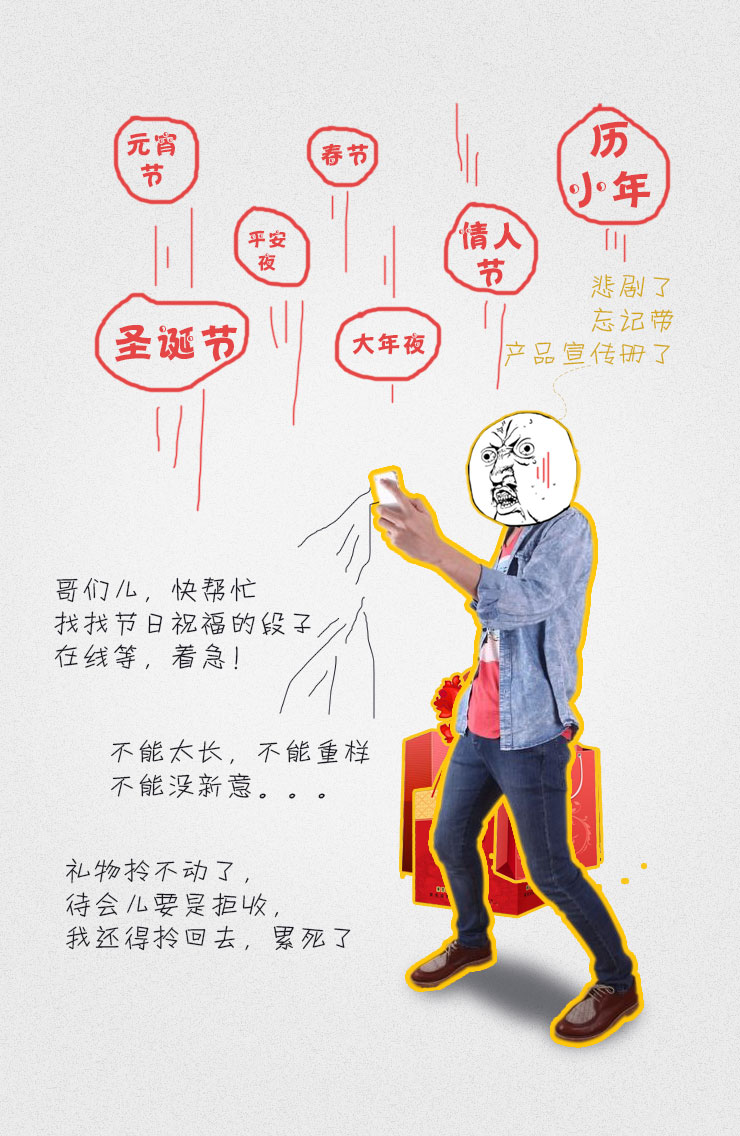 元宵
节
春节
历
小年
平安
夜
情人
节
圣诞节
大年夜
悲剧了
忘记带
产品宣传册了
哥们儿，快帮忙
找找节日祝福的段子
在线等，着急！
不能太长，不能重样
不能没新意。。。
礼物拎不动了，
待会儿要是拒收，
我还得拎回去，累死了